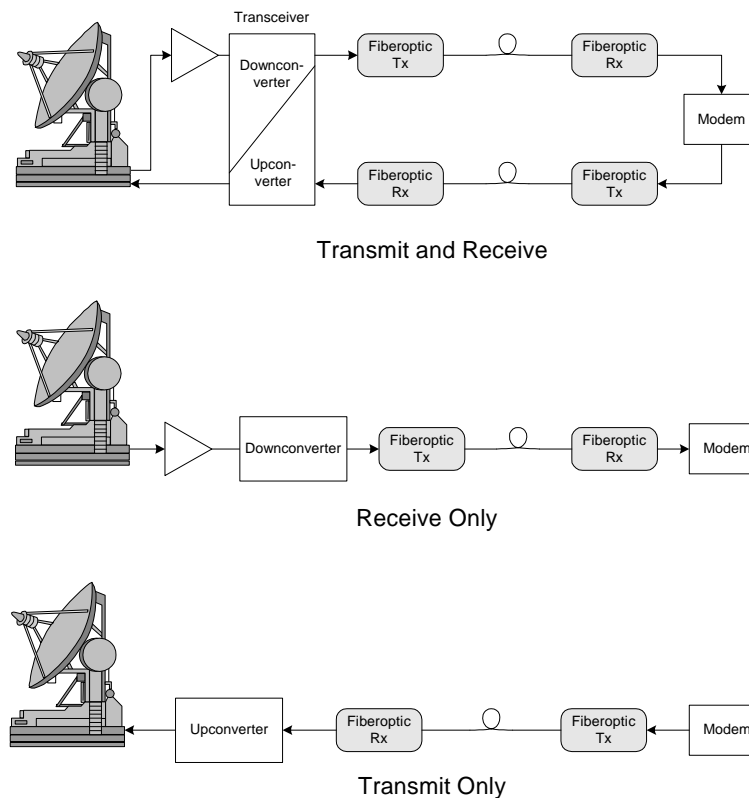 Transceiver
Downcon-
verter
Fiberoptic
Tx
Fiberoptic
Rx
Modem
Upcon-
verter
Fiberoptic
Rx
Fiberoptic
Tx
Transmit and Receive
Downconverter
Fiberoptic
Tx
Fiberoptic
Rx
Modem
Receive Only
Upconverter
Fiberoptic
Rx
Fiberoptic
Tx
Modem
Transmit Only